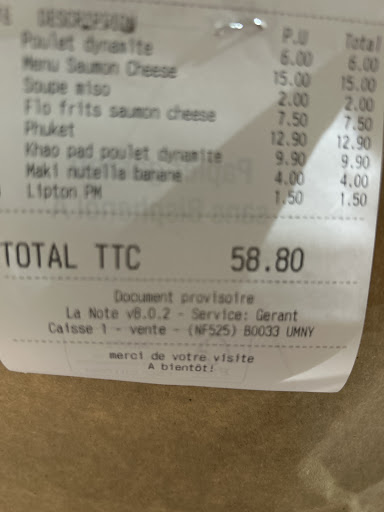 DESCRIPTION P.U Total
Poulet dynamite 6.00 6.00
Menu Saumon Cheese 15.00 15.00
Soupe miso 2.00 2.00
Flo frits saumon cheese 7.50 7.50
Phuket 12.90 12.90
Khao pad poulet dynamite 9.90 9.90
Maki nutella banane 4.00 4.00
Lipton PM 1.50 1.50
TOTAL TTC 58.80
Document provisoire
La Note v8.0.2 - Service: Gerant
Caisse 1 - vente - (NF525) B0033 UMNY
merci de votre visite
A bientôt!